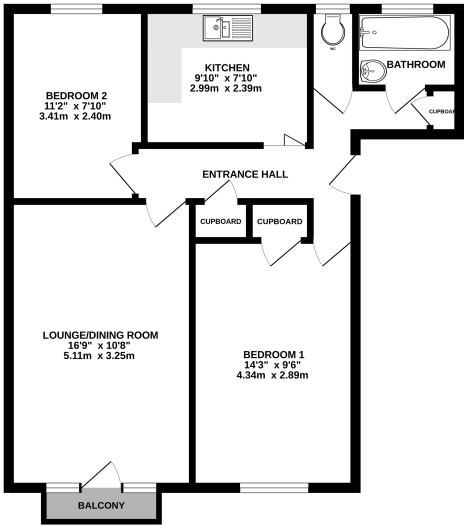 KITCHEN
9'10" x 7'10"
2.99m x 2.39m
WC
BATHROOM
BEDROOM 2
11'2" x 7'10"
3.41m x 2.40m
CUPBOAR
ENTRANCE HALL
CUPBOARD
CUPBOARD
LOUNGE/DINING ROOM
16'9" x 10'8"
5.11m x 3.25m
BEDROOM 1
14'3" x 9'6"
4.34m x 2.89m
BALCONY